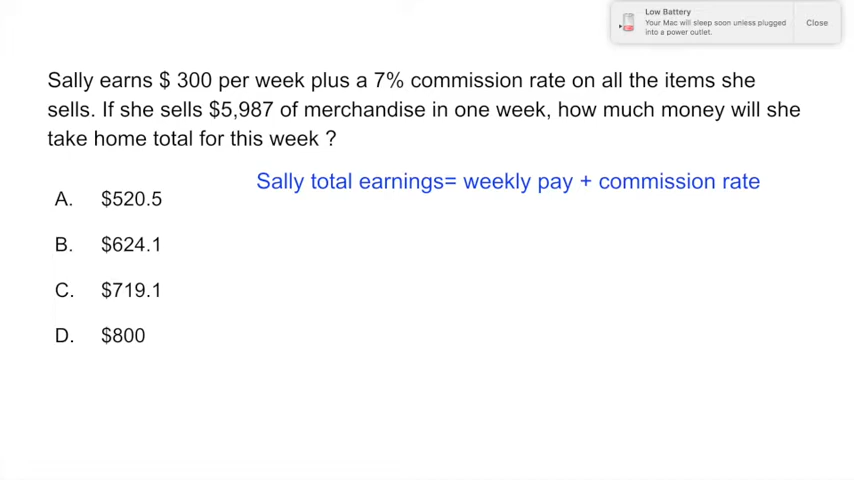 Low Battery
Your Mac will sleep soon unless plugged
into a power outlet.
Close
Sally earns $ 300 per week plus a 7% commission rate on all the items she
sells. If she sells $5,987 of merchandise in one week, how much money will she
take home total for this week ?
Sally total earnings= weekly pay + commission rate
A. $520.5
B. $624.1
C. $719.1
D. $800